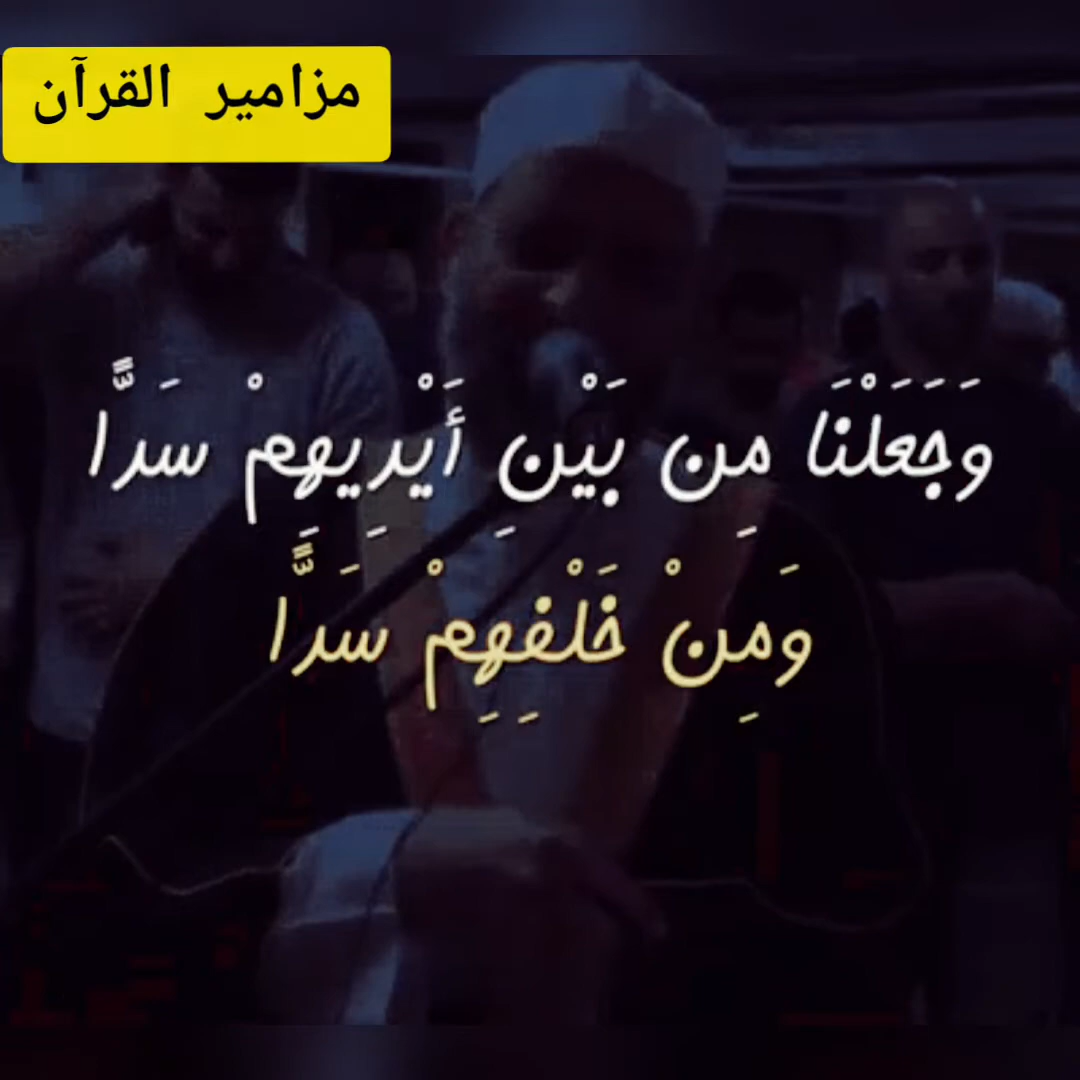 مزامير القرآن
وَجَعَلْنَا مِن بَيْنِ أَيْدِيهِمْ سَدًّا
وَمِنْ خَلْفِهِمْ سَدًّا